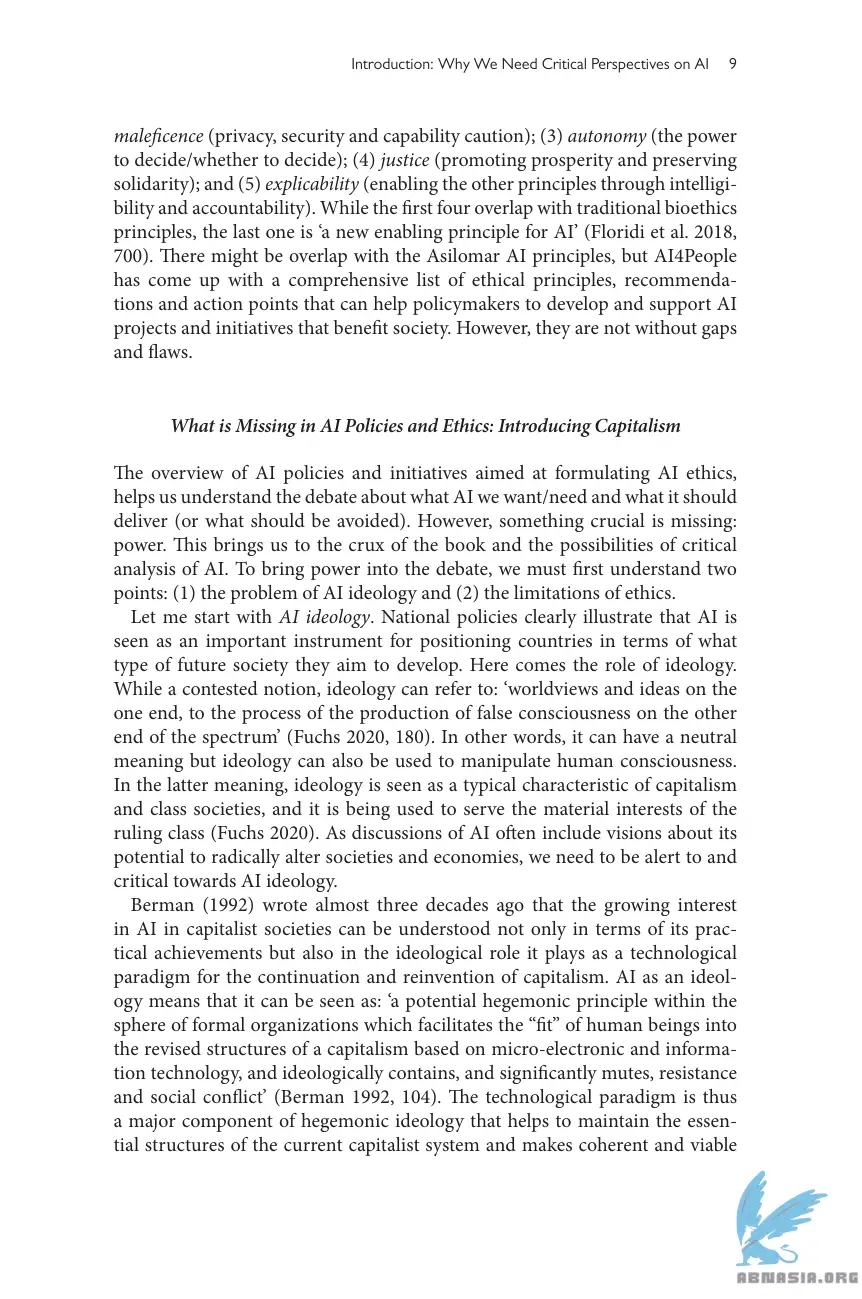 Introduction: Why We Need Critical Perspectives on AI 9
maleficence (privacy, security and capability caution); (3) autonomy (the power
to decide/whether to decide); (4) justice (promoting prosperity and preserving
solidarity); and (5) explicability (enabling the other principles through intelligi-
bility and accountability). While the first four overlap with traditional bioethics
principles, the last one is ‘a new enabling principle for AI’ (Floridi et al. 2018,
700). There might be overlap with the Asilomar AI principles, but AI4People
has come up with a comprehensive list of ethical principles, recommenda-
tions and action points that can help policymakers to develop and support AI
projects and initiatives that benefit society. However, they are not without gaps
and flaws.
What is Missing in AI Policies and Ethics: Introducing Capitalism
The overview of AI policies and initiatives aimed at formulating AI ethics,
helps us understand the debate about what AI we want/need and what it should
deliver (or what should be avoided). However, something crucial is missing:
power. This brings us to the crux of the book and the possibilities of critical
analysis of AI. To bring power into the debate, we must first understand two
points: (1) the problem of AI ideology and (2) the limitations of ethics.
Let me start with AI ideology. National policies clearly illustrate that AI is
seen as an important instrument for positioning countries in terms of what
type of future society they aim to develop. Here comes the role of ideology.
While a contested notion, ideology can refer to: ‘worldviews and ideas on the
one end, to the process of the production of false consciousness on the other
end of the spectrum’ (Fuchs 2020, 180). In other words, it can have a neutral
meaning but ideology can also be used to manipulate human consciousness.
In the latter meaning, ideology is seen as a typical characteristic of capitalism
and class societies, and it is being used to serve the material interests of the
ruling class (Fuchs 2020). As discussions of AI often include visions about its
potential to radically alter societies and economies, we need to be alert to and
critical towards AI ideology.
Berman (1992) wrote almost three decades ago that the growing interest
in AI in capitalist societies can be understood not only in terms of its prac-
tical achievements but also in the ideological role it plays as a technological
paradigm for the continuation and reinvention of capitalism. AI as an ideol-
ogy means that it can be seen as: ‘a potential hegemonic principle within the
sphere of formal organizations which facilitates the “fit” of human beings into
the revised structures of a capitalism based on micro-electronic and informa-
tion technology, and ideologically contains, and significantly mutes, resistance
and social conflict’ (Berman 1992, 104). The technological paradigm is thus
a major component of hegemonic ideology that helps to maintain the essen-
tial structures of the current capitalist system and makes coherent and viable
ABNASIA.ORG